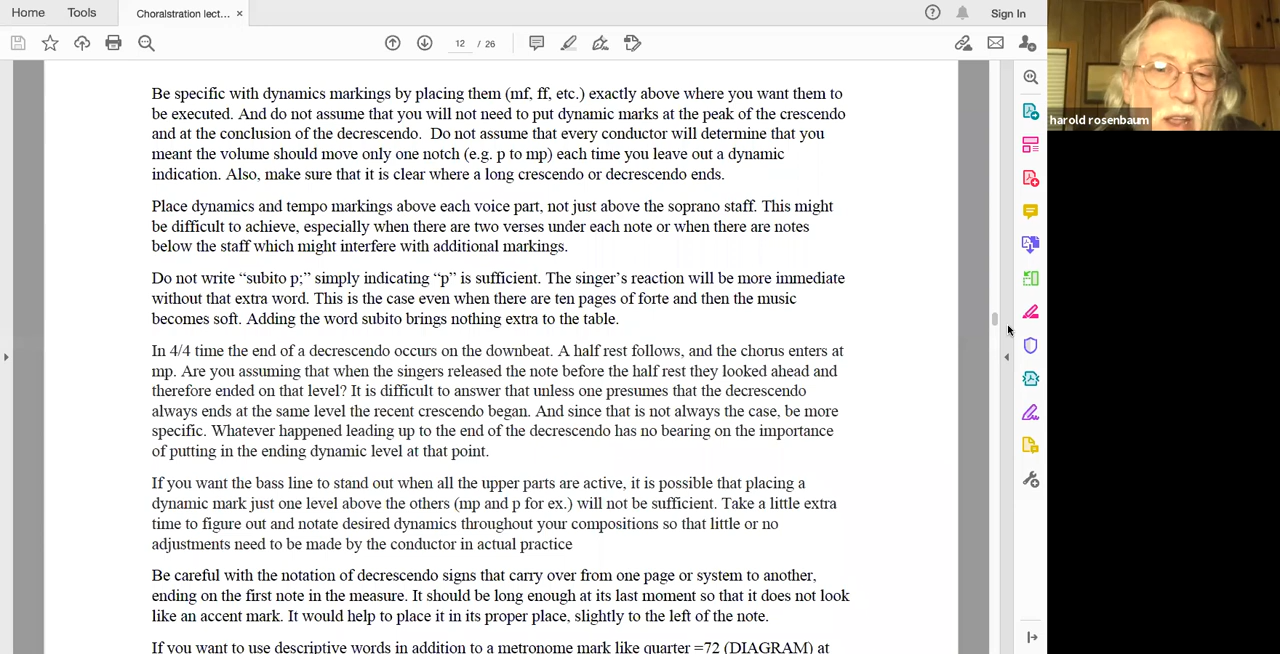 Home Tools Choralstration lect... × Sign In
12 / 26
harold rosenbaum
Be specific with dynamics markings by placing them (mf, ff, etc.) exactly above where you want them to
be executed. And do not assume that you will not need to put dynamic marks at the peak of the crescendo
and at the conclusion of the decrescendo.  Do not assume that every conductor will determine that you
meant the volume should move only one notch (e.g. p to mp) each time you leave out a dynamic
indication. Also, make sure that it is clear where a long crescendo or decrescendo ends.
Place dynamics and tempo markings above each voice part, not just above the soprano staff. This might
be difficult to achieve, especially when there are two verses under each note or when there are notes
below the staff which might interfere with additional markings.
Do not write “subito p;” simply indicating “p” is sufficient. The singer’s reaction will be more immediate
without that extra word. This is the case even when there are ten pages of forte and then the music
becomes soft. Adding the word subito brings nothing extra to the table.
In 4/4 time the end of a decrescendo occurs on the downbeat. A half rest follows, and the chorus enters at
mp. Are you assuming that when the singers released the note before the half rest they looked ahead and
therefore ended on that level? It is difficult to answer that unless one presumes that the decrescendo
always ends at the same level the recent crescendo began. And since that is not always the case, be more
specific. Whatever happened leading up to the end of the decrescendo has no bearing on the importance
of putting in the ending dynamic level at that point.
If you want the bass line to stand out when all the upper parts are active, it is possible that placing a
dynamic mark just one level above the others (mp and p for ex.) will not be sufficient. Take a little extra
time to figure out and notate desired dynamics throughout your compositions so that little or no
adjustments need to be made by the conductor in actual practice
Be careful with the notation of decrescendo signs that carry over from one page or system to another,
ending on the first note in the measure. It should be long enough at its last moment so that it does not look
like an accent mark. It would help to place it in its proper place, slightly to the left of the note.
If you want to use descriptive words in addition to a metronome mark like quarter =72 (DIAGRAM) at